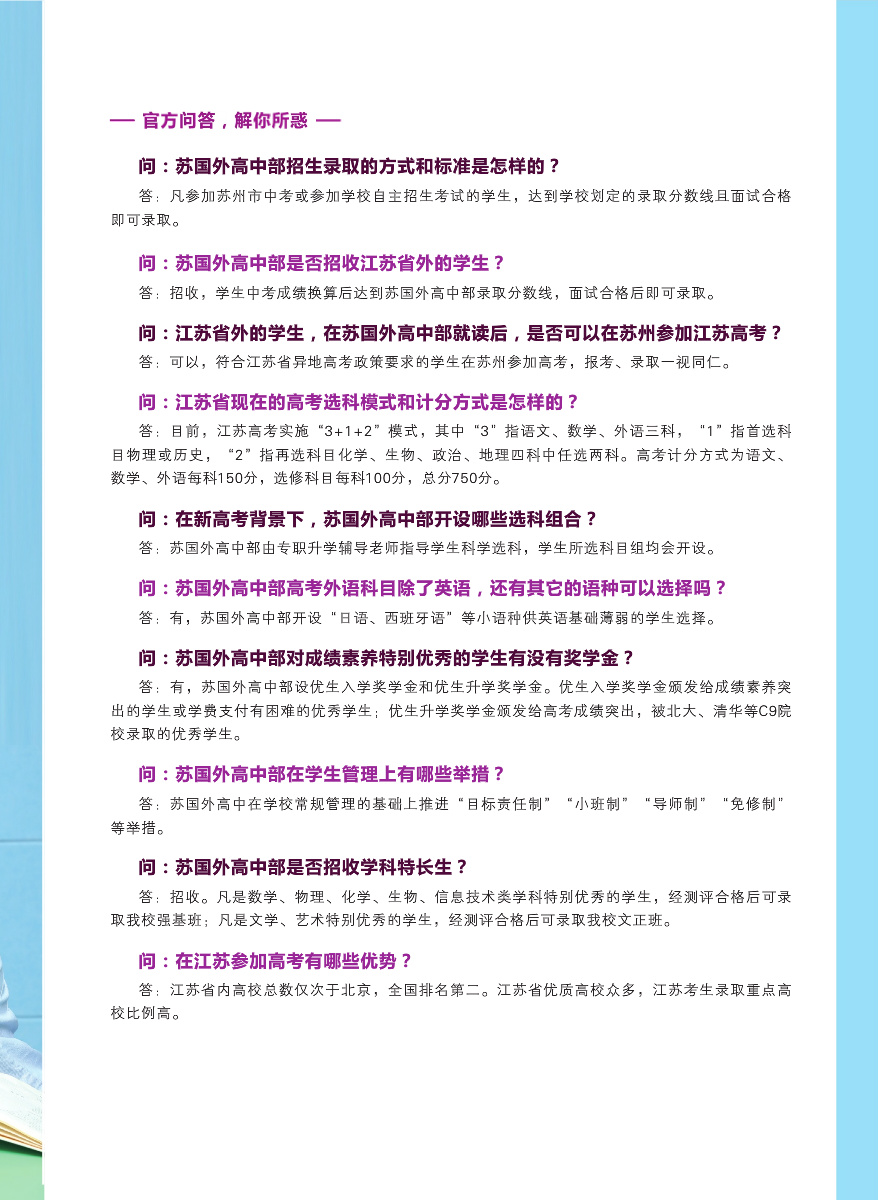 官方问答，解你所惑
问：苏国外高中部招生录取的方式和标准是怎样的？
答：凡参加苏州市中考或参加学校自主招生考试的学生，达到学校划定的录取分数线且面试合格
即可录取。
问：苏国外高中部是否招收江苏省外的学生？
答：招收，学生中考成绩换算后达到苏国外高中部录取分数线，面试合格后即可录取。
问：江苏省外的学生，在苏国外高中部就读后，是否可以在苏州参加江苏高考？
答：可以，符合江苏省异地高考政策要求的学生在苏州参加高考，报考、录取一视同仁。
问：江苏省现在的高考选科模式和计分方式是怎样的？
答：目前，江苏高考实施“3+1+2”模式，其中“3”指语文、数学、外语三科，“1”指首选科
目物理或历史，“2”指再选科目化学、生物、政治、地理四科中任选两科。高考计分方式为语文、
数学、外语每科150分，选修科目每科100分，总分750分。
问：在新高考背景下，苏国外高中部开设哪些选科组合？
答：苏国外高中部由专职升学辅导老师指导学生科学选科，学生所选科目组均会开设。
问：苏国外高中部高考外语科目除了英语，还有其它的语种可以选择吗？
答：有，苏国外高中部开设“日语、西班牙语”等小语种供英语基础薄弱的学生选择。
问：苏国外高中部对成绩素养特别优秀的学生有没有奖学金？
答：有，苏国外高中部设优生入学奖学金和优生升学奖学金。优生入学奖学金颁发给成绩素养突
出的学生或学费支付有困难的优秀学生；优生升学奖学金颁发给高考成绩突出，被北大、清华等C9院
校录取的优秀学生。
问：苏国外高中部在学生管理上有哪些举措？
答：苏国外高中在学校常规管理的基础上推进“目标责任制”“小班制”“导师制”“免修制”
等举措。
问：苏国外高中部是否招收学科特长生？
答：招收。凡是数学、物理、化学、生物、信息技术类学科特别优秀的学生，经测评合格后可录
取我校强基班；凡是文学、艺术特别优秀的学生，经测评合格后可录取我校文正班。
问：在江苏参加高考有哪些优势？
答：江苏省内高校总数仅次于北京，全国排名第二。江苏省优质高校众多，江苏考生录取重点高
校比例高。